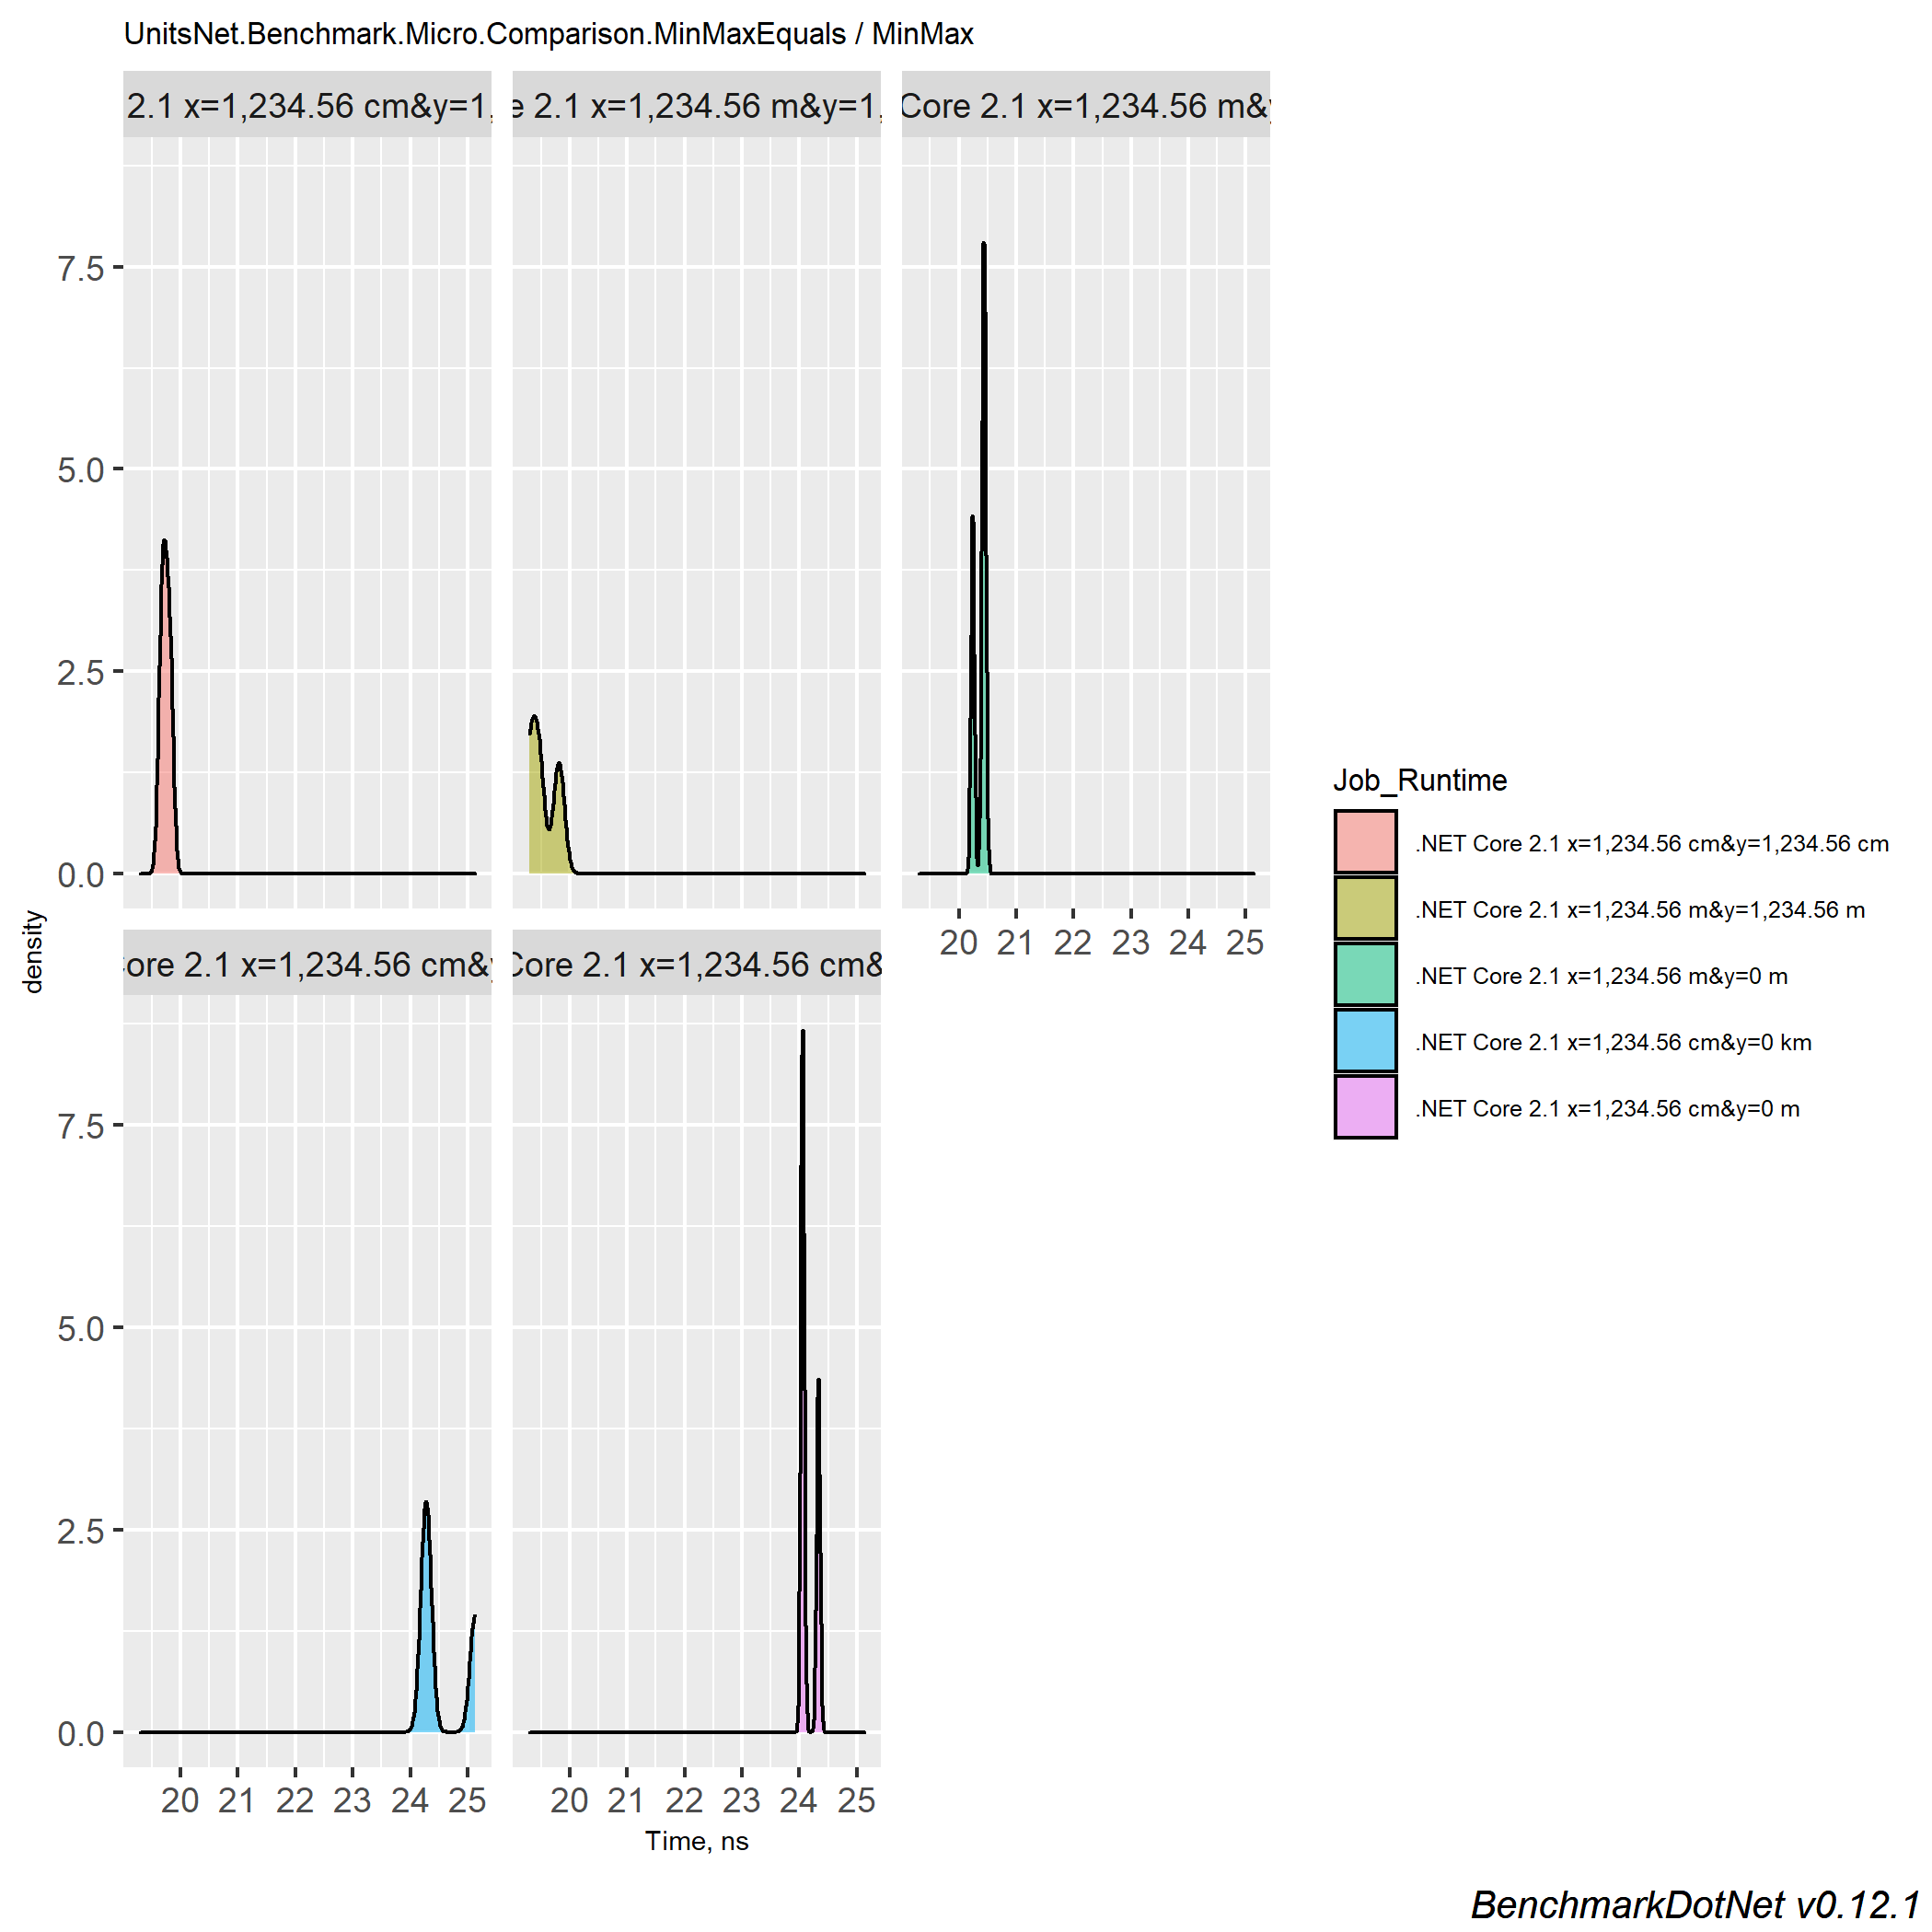 UnitsNet.Benchmark.Micro.Comparison.MinMaxEquals / MinMax
2.1 x=1,234.56 cm&y=1,
e 2.1 x=1,234.56 m&y=1,
Core 2.1 x=1,234.56 m&y
7.5
5.0
2.5
0.0
20 21 22 23 24 25
density
Core 2.1 x=1,234.56 cm&y
Core 2.1 x=1,234.56 cm&
7.5
5.0
2.5
0.0
20 21 22 23 24 25
20 21 22 23 24 25
Time, ns
Job_Runtime
.NET Core 2.1 x=1,234.56 cm&y=1,234.56 cm
.NET Core 2.1 x=1,234.56 m&y=1,234.56 m
.NET Core 2.1 x=1,234.56 m&y=0 m
.NET Core 2.1 x=1,234.56 cm&y=0 km
.NET Core 2.1 x=1,234.56 cm&y=0 m
BenchmarkDotNet v0.12.1